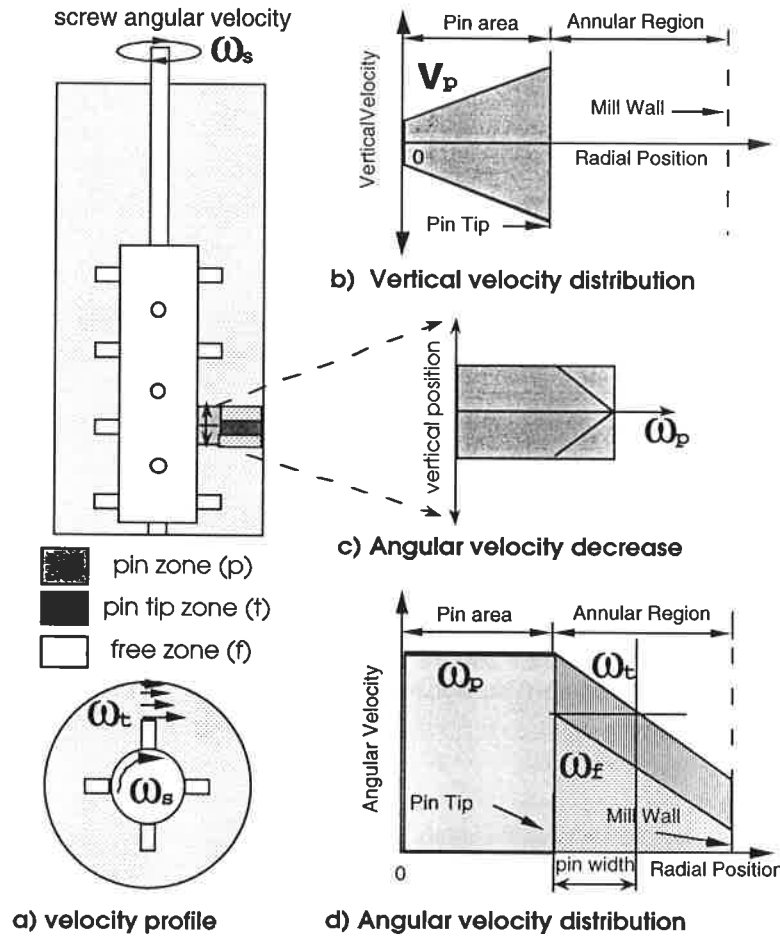 screw angular velocity
ωs
pin zone (p)
pin tip zone (t)
free zone (f)
ωt
ωs
a) velocity profile
Pin area
Annular Region
Vp
Vertical Velocity
Mill Wall
0
Radial Position
Pin Tip
b) Vertical velocity distribution
vertical position
ωp
c) Angular velocity decrease
Pin area
Annular Region
ωp
ωt
Angular Velocity
ωf
Pin Tip
Mill Wall
0
pin width
Radial Position
d) Angular velocity distribution